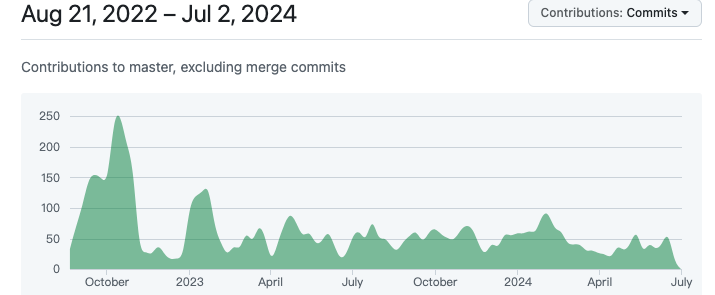 Aug 21, 2022 – Jul 2, 2024
Contributions: Commits
Contributions to master, excluding merge commits
250
200
150
100
50
0
October 2023 April July October 2024 April July